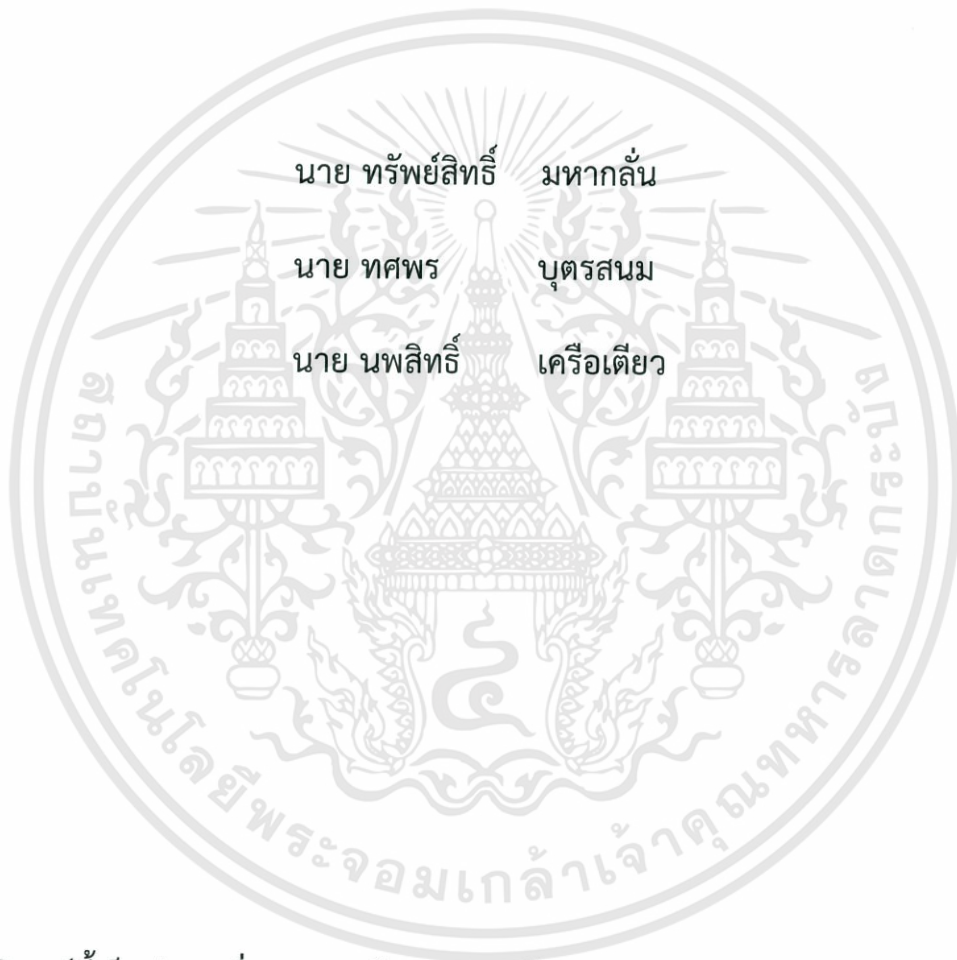 นาย ทรัพย์สิทธิ์ มหากลั่น
นาย ทศพร บุตรสนม
นาย นพสิทธิ์ เครือเตียว
สถาบันเทคโนโลยีพระจอมเกล้าเจ้าคุณทหารลาดกระบัง